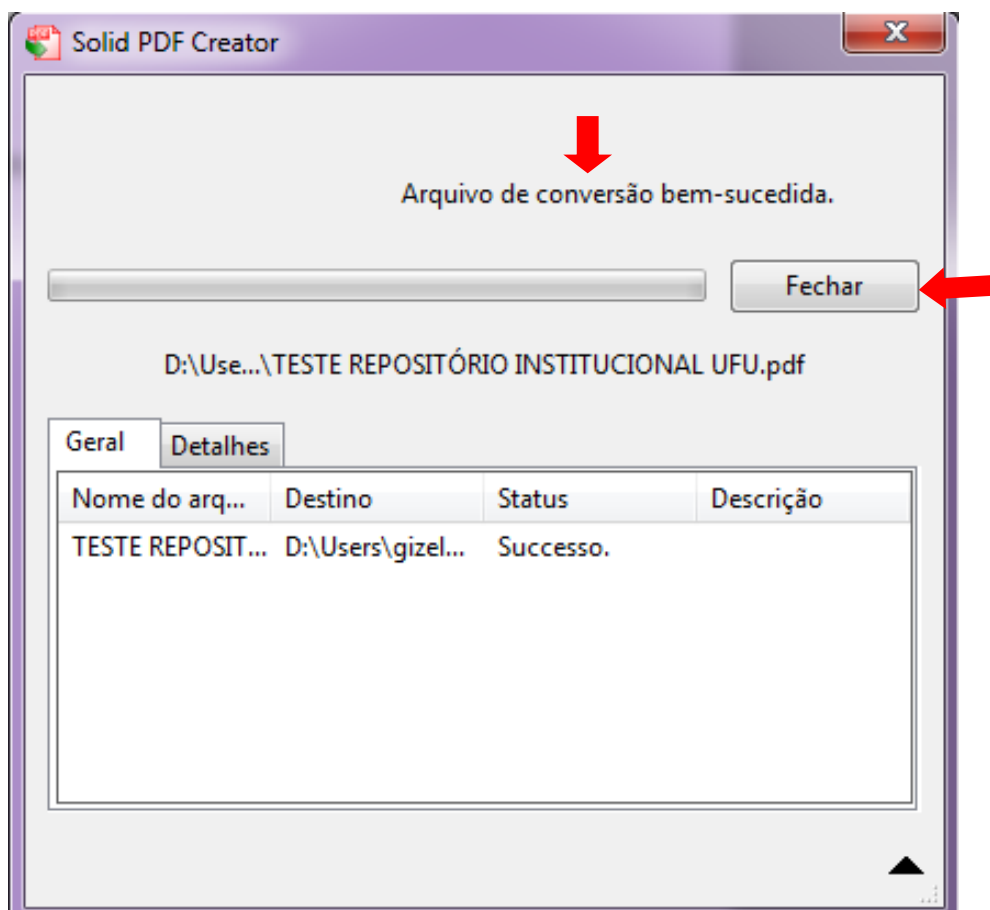 Solid PDF Creator
Arquivo de conversão bem-sucedida.
Fechar
D:\Use...\TESTE REPOSITÓRIO INSTITUCIONAL UFU.pdf
Geral Detalhes
Nome do arq... Destino Status Descrição
TESTE REPOSIT... D:\Users\gizel... Successo.